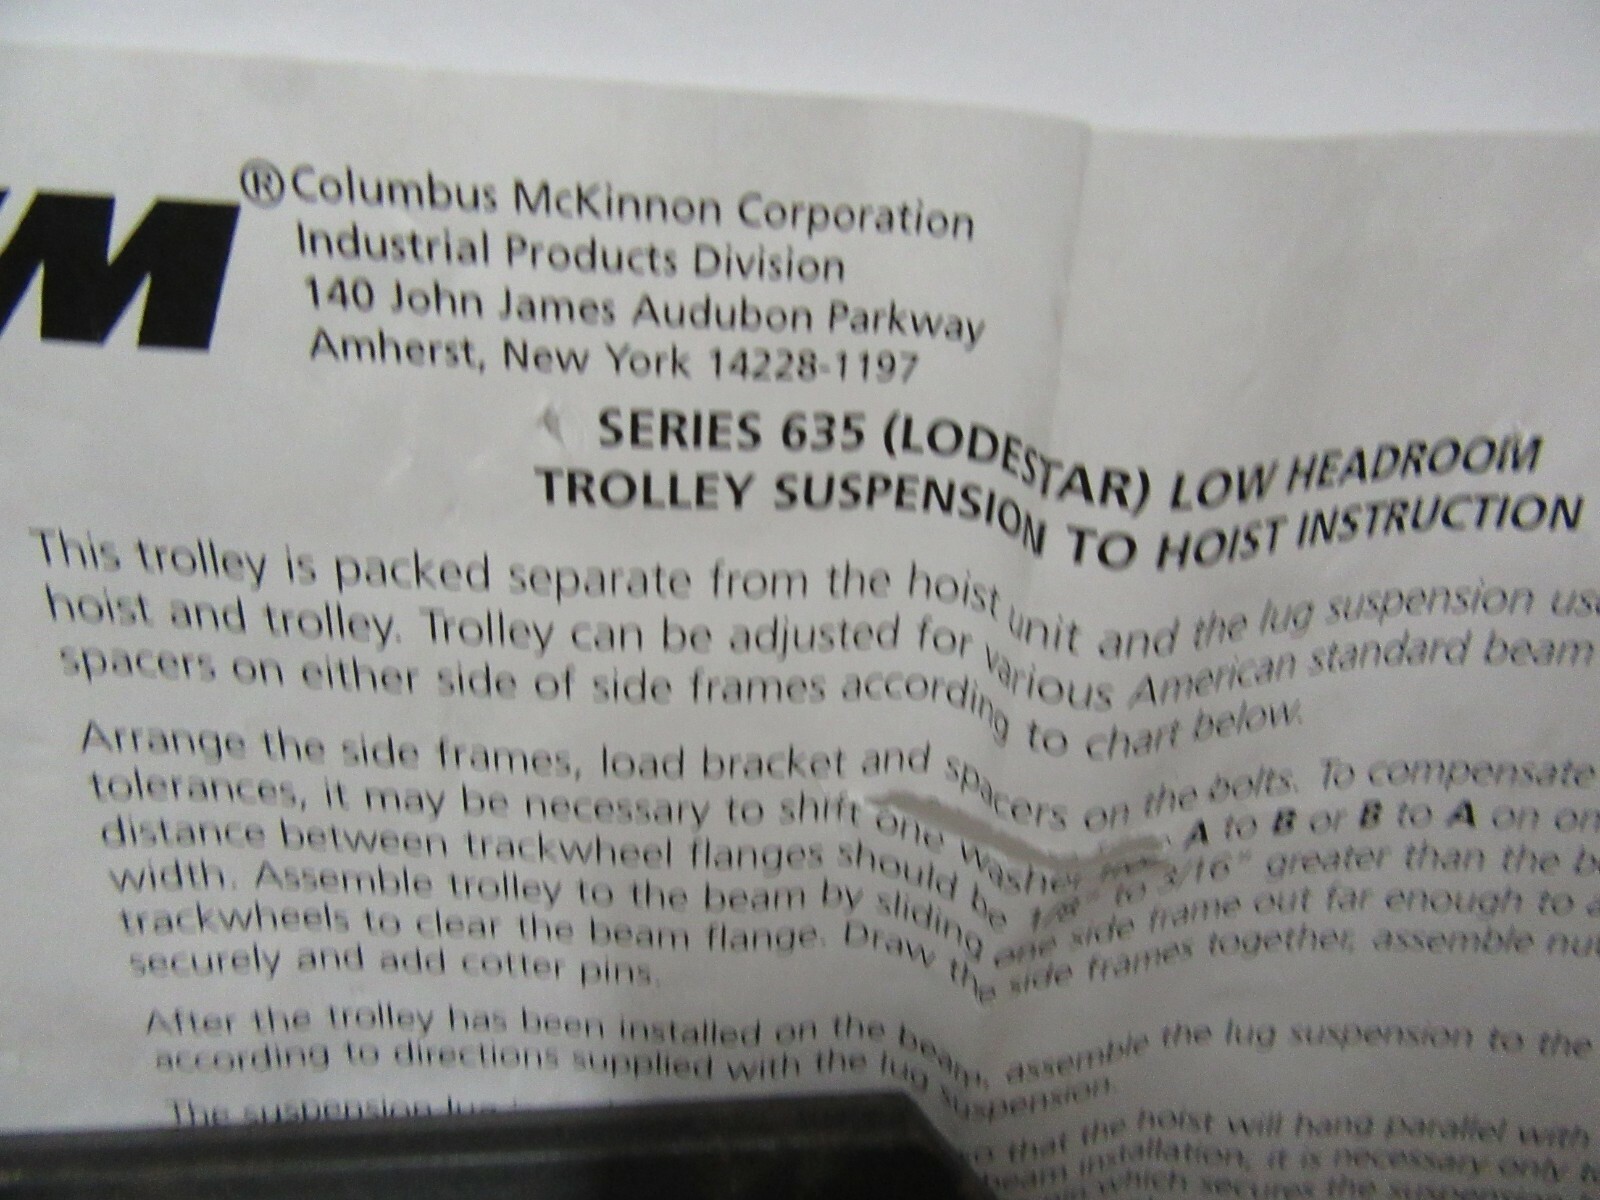 M®
Columbus McKinnon Corporation
Industrial Products Division
140 John James Audubon Parkway
Amherst, New York 14228-1197
SERIES 635 (LODESTAR) LOW HEADROOM
TROLLEY SUSPENSION TO HOIST INSTRUCTION
This trolley is packed separate from the hoist unit and the lug suspension
hoist and trolley. Trolley can be adjusted for various American standard beam
spacers on either side of side frames according to chart below.
Arrange the side frames, load bracket and spacers on the bolts. To compensate
tolerances, it may be necessary to shift one washer from A to B or B to A on
distance between trackwheel flanges should be to 3/16" greater than the
width. Assemble trolley to the beam by sliding one side frame out far enough to
trackwheels to clear the beam flange. Draw the side frames together, assemble
securely and add cotter pins.
After the trolley has been installed on the beam, assemble the lug suspension to the
according to directions supplied with the lug suspension.
The suspension lug
that the hoist will hang parallel with
beam installation, it is necessary only
which secures the